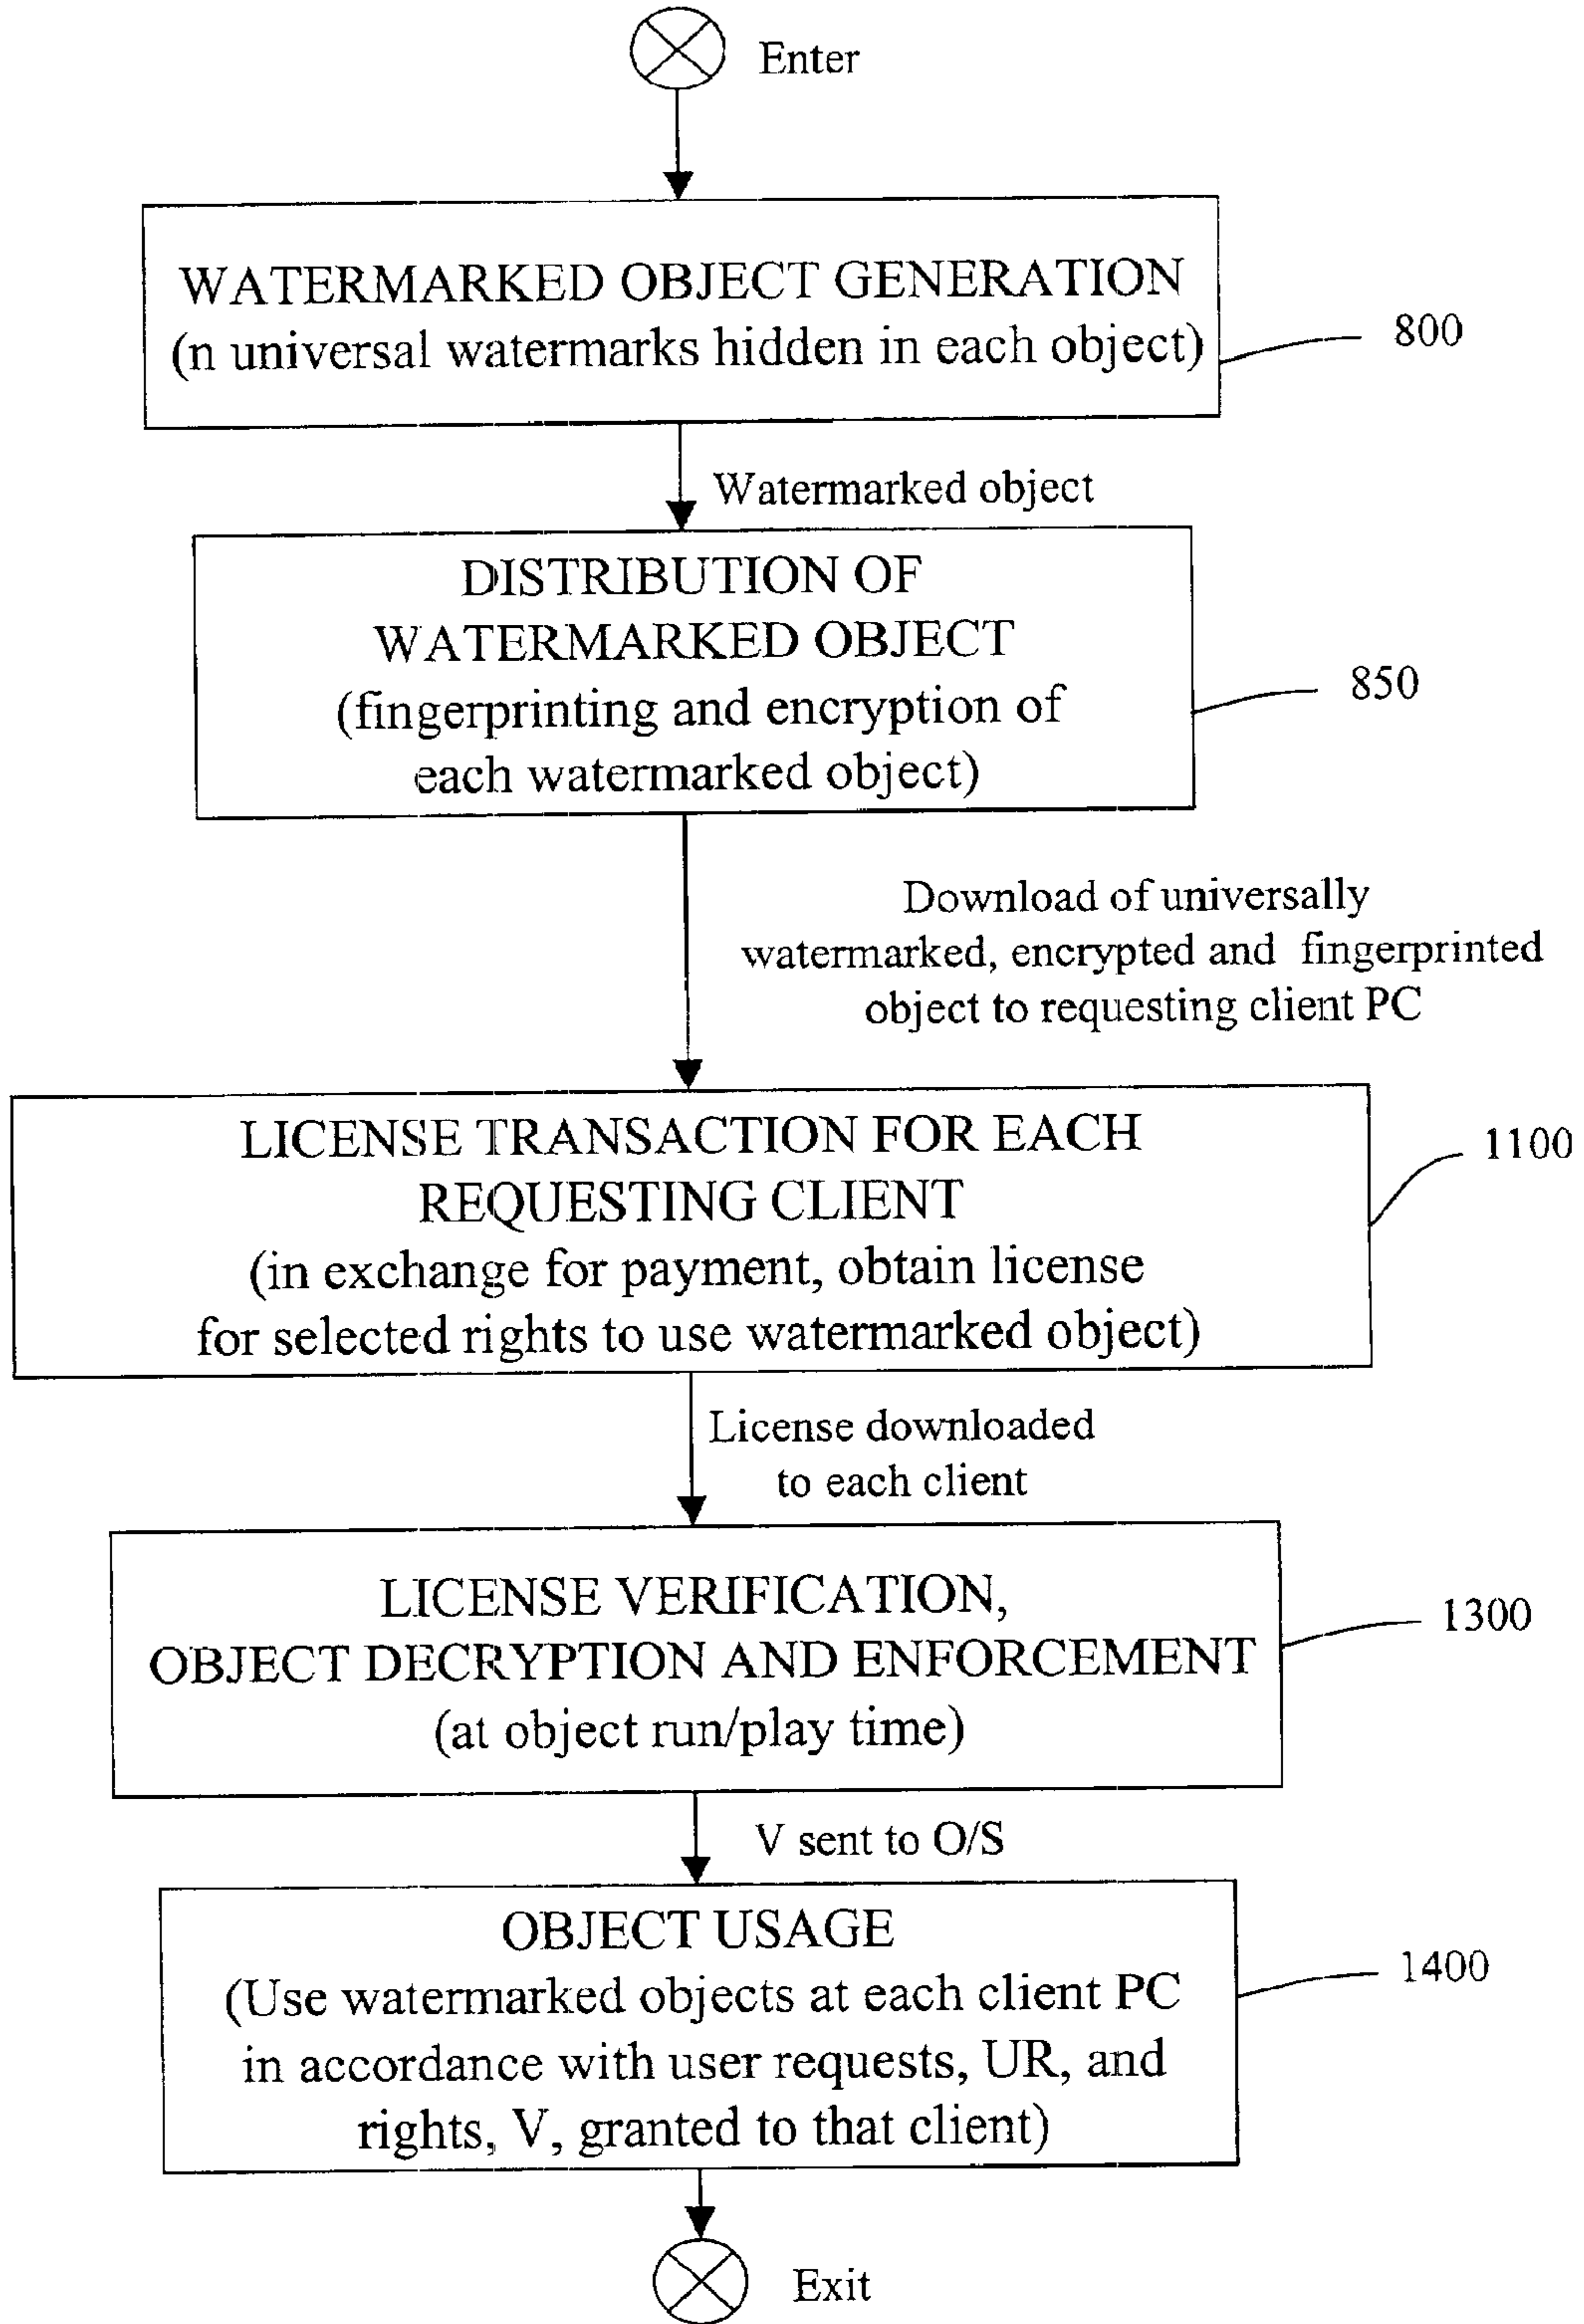 Enter
WATERMARKED OBJECT GENERATION
(n universal watermarks hidden in each object)
800
Watermarked object
DISTRIBUTION OF
WATERMARKED OBJECT
(fingerprinting and encryption of
each watermarked object)
850
Download of universally
watermarked, encrypted and fingerprinted
object to requesting client PC
LICENSE TRANSACTION FOR EACH
REQUESTING CLIENT
(in exchange for payment, obtain license
for selected rights to use watermarked object)
1100
License downloaded
to each client
LICENSE VERIFICATION,
OBJECT DECRYPTION AND ENFORCEMENT
(at object run/play time)
1300
V sent to O/S
OBJECT USAGE
(Use watermarked objects at each client PC
in accordance with user requests, UR, and
rights, V, granted to that client)
1400
Exit